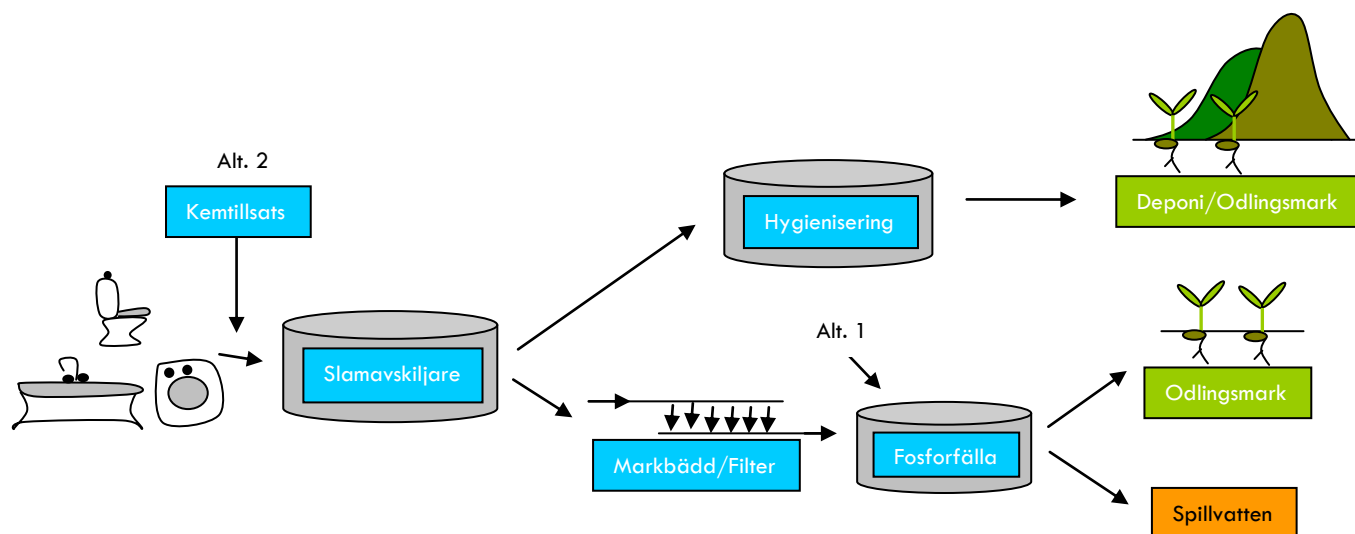 Alt. 2
Kemtillsats
Hygienisering
Deponi/Odlingsmark
Slamavskiljare
Alt. 1
Odlingsmark
Markbädd/Filter
Fosforfälla
Spillvatten